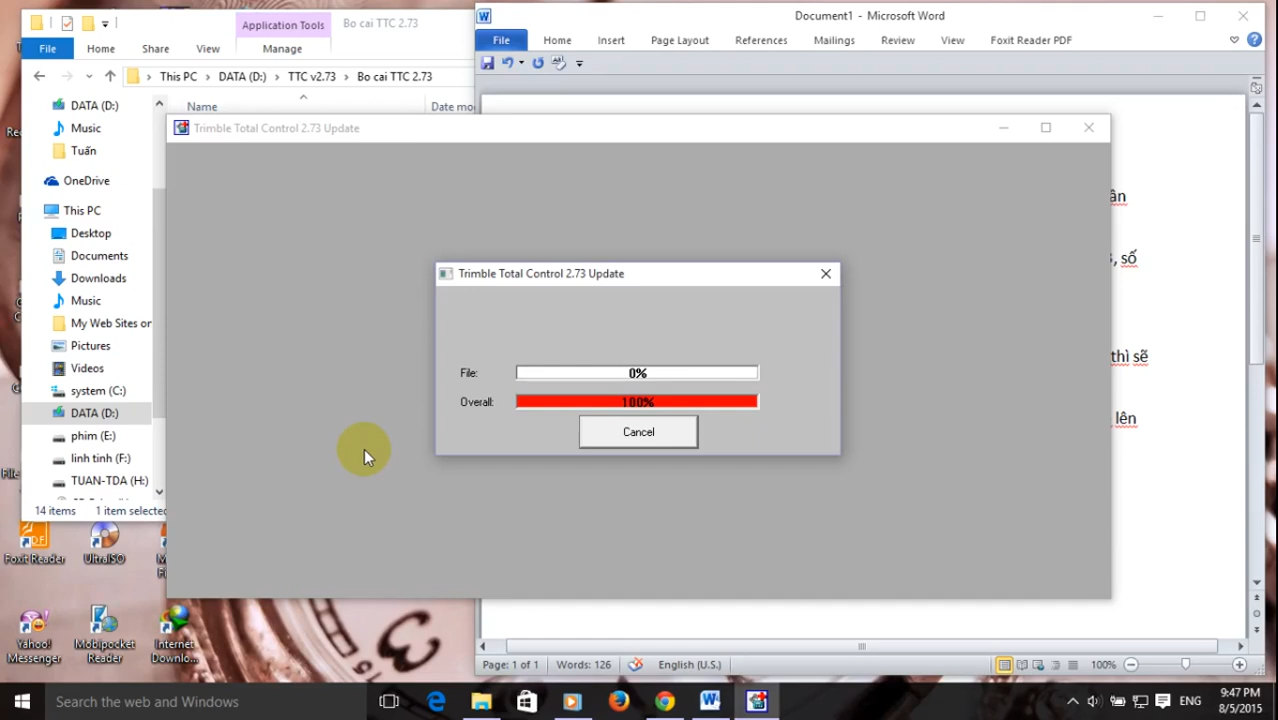 Application Tools
Bo cai TTC 2.73
File
Home
Share
View
Manage
This PC
DATA (D:)
TTC v2.73
Bo cai TTC 2.73
Name
Date mo
DATA (D:)
Music
Tuấn
OneDrive
This PC
Desktop
Documents
Downloads
Music
My Web Sites on
Pictures
Videos
system (C:)
DATA (D:)
phim (E:)
linh tinh (F:)
TUAN-TDA (H:)
14 items
1 item selected
Document1 - Microsoft Word
File
Home
Insert
Page Layout
References
Mailings
Review
View
Foxit Reader PDF
số
thì sẽ
lên
Page: 1 of 1
Words: 126
English (U.S.)
100%
Trimble Total Control 2.73 Update
Trimble Total Control 2.73 Update
File:
0%
Overall:
100%
Cancel
Foxit Reader
UltraISO
Yahoo!
Messenger
Mobipocket
Reader
Internet
Downlo...
Search the web and Windows
ENG
9:47 PM
8/5/2015